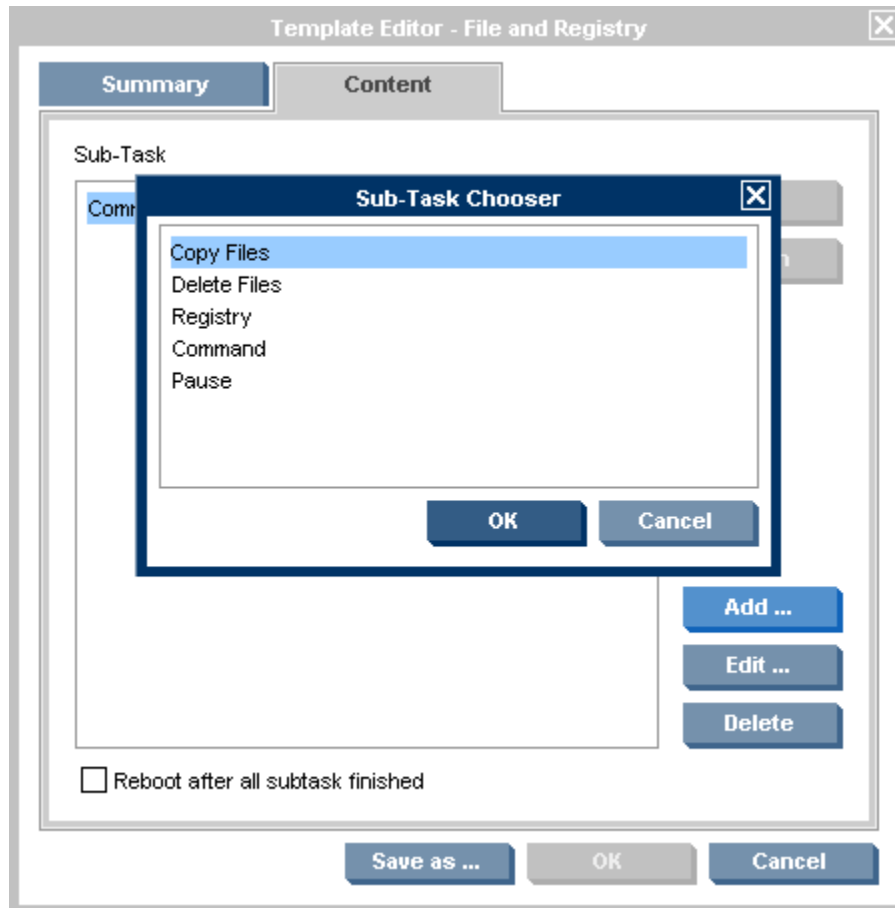 Template Editor - File and Registry
Summary
Content
Sub-Task
Sub-Task Chooser
Copy Files
Delete Files
Registry
Command
Pause
OK
Cancel
Add ...
Edit ...
Delete
Reboot after all subtask finished
Save as ...
OK
Cancel